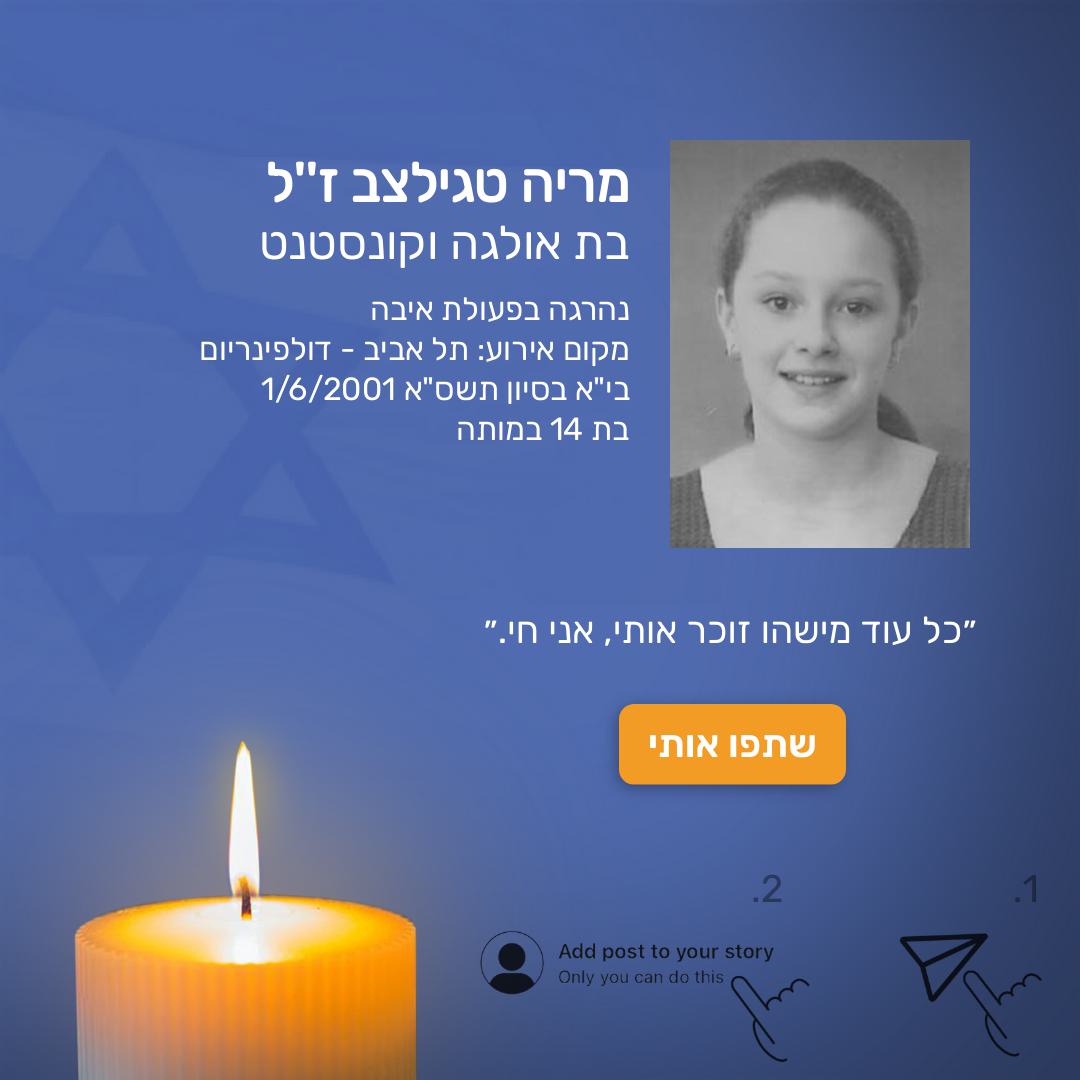 מריה טגילצב ז"ל
בת אולגה וקונסטנט
נהרגה בפעולת איבה
מקום אירוע: תל אביב - דולפינריום
בי"א בסיון תשס"א 1/6/2001
בת 14 במותה
״כל עוד מישהו זוכר אותי, אני חי.״
שתפו אותי
1.
2.
Add post to your story
Only you can do this